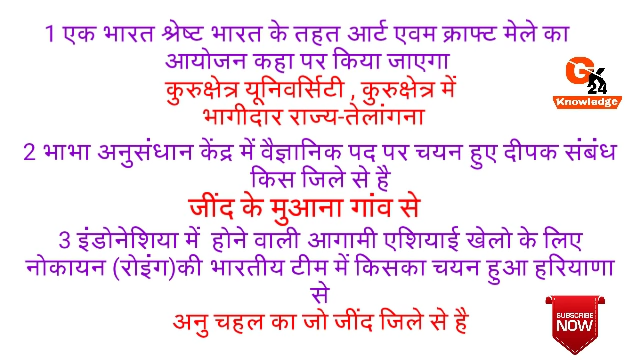 1 एक भारत श्रेष्ट भारत के तहत आर्ट एवम क्राफ्ट मेले का
आयोजन कहा पर किया जाएगा
कुरुक्षेत्र यूनिवर्सिटी , कुरुक्षेत्र में
भागीदार राज्य-तेलांगना
GK
24
Knowledge
2 भाभा अनुसंधान केंद्र में वैज्ञानिक पद पर चयन हुए दीपक संबंध
किस जिले से है
जींद के मुआना गांव से
3 इंडोनेशिया में होने वाली आगामी एशियाई खेलो के लिए
नोकायन (रोइंग)की भारतीय टीम में किसका चयन हुआ हरियाणा
से
अनु चहल का जो जींद जिले से है
SUBSCRIBE
NOW